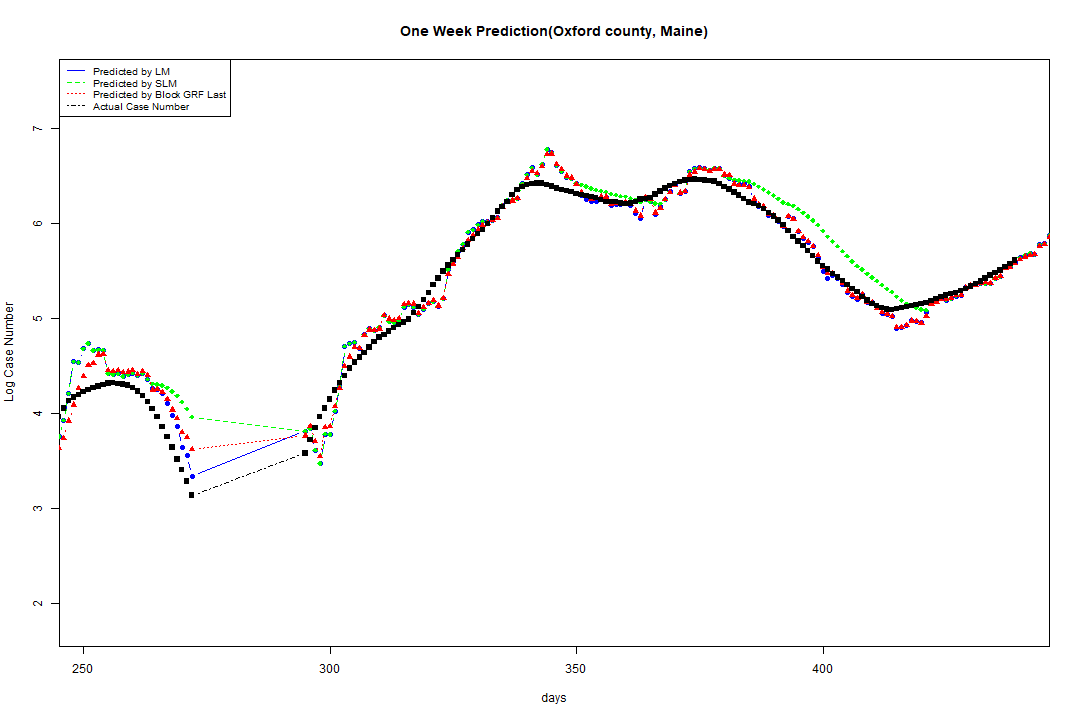 One Week Prediction(Oxford county, Maine)
Predicted by LM
Predicted by SLM
Predicted by Block GRF Last
Actual Case Number
Log Case Number
7
6
5
4
3
2
250
300
350
400
days